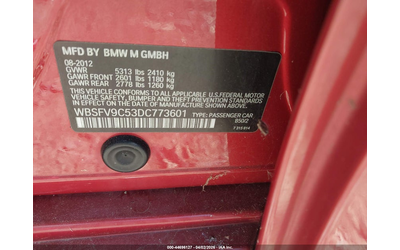 MFD BY BMW M GMBH
08-2012
GVWR 5313 lbs 2410 kg
GAWR FRONT 2601 lbs 1180 kg
GAWR REAR 2778 lbs 1260 kg
THIS VEHICLE CONFORMS TO ALL APPLICABLE
U.S. FEDERAL MOTOR VEHICLE SAFETY,
BUMPER, AND THEFT PREVENTION STANDARDS
IN EFFECT ON THE DATE OF MANUFACTURE
SHOWN ABOVE.
WBSFV9C53DC773601
TYPE: PASSENGER CAR
850/2